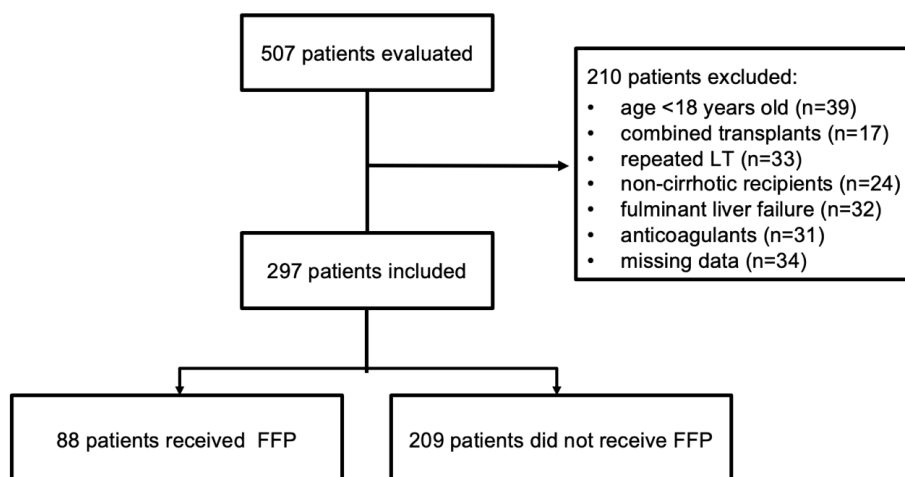 507 patients evaluated
210 patients excluded:
• age <18 years old (n=39)
• combined transplants (n=17)
• repeated LT (n=33)
• non-cirrhotic recipients (n=24)
• fulminant liver failure (n=32)
• anticoagulants (n=31)
• missing data (n=34)
297 patients included
88 patients received FFP
209 patients did not receive FFP